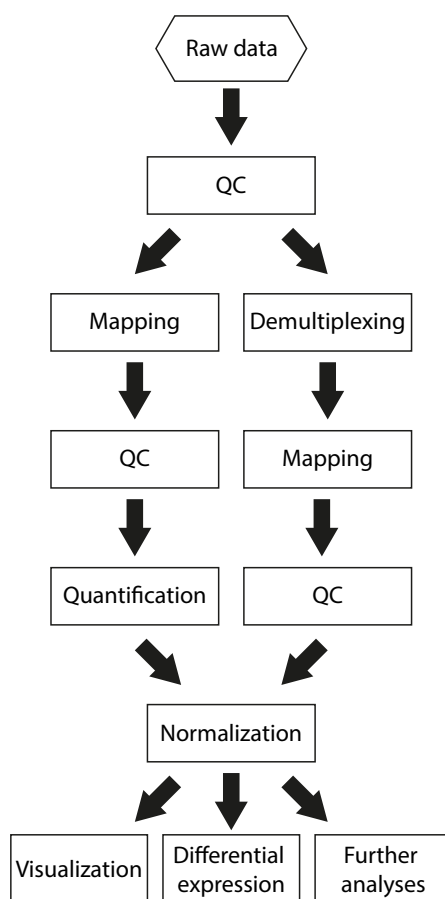 Raw data
QC
Mapping
Demultiplexing
QC
Mapping
Quantification
QC
Normalization
Visualization
Differential
expression
Further
analyses